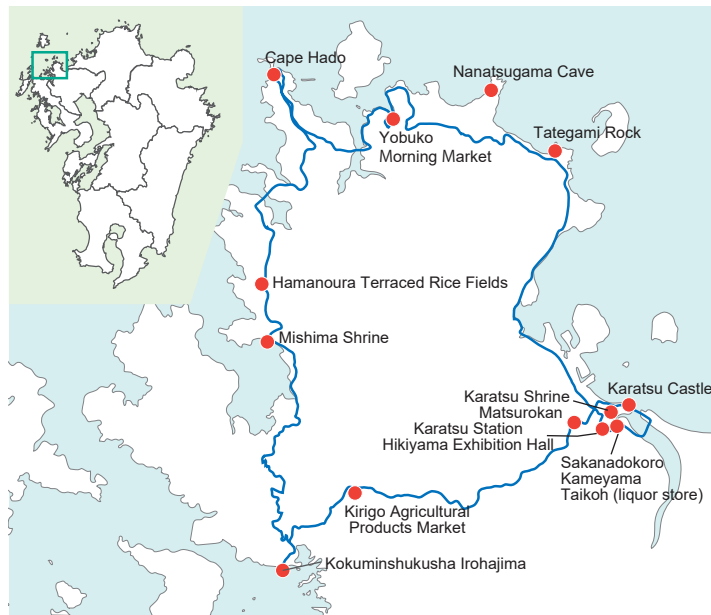 Cape Hado
Nanatsugama Cave
Yobuko
Morning Market
Tategami Rock
Hamanoura Terraced Rice Fields
Mishima Shrine
Karatsu Castle
Karatsu Shrine
Matsurokan
Karatsu Station
Hikiyama Exhibition Hall
Sakanadokoro
Kameyama
Taikoh (liquor store)
Kirigo Agricultural
Products Market
Kokuminshukusha Irohajima